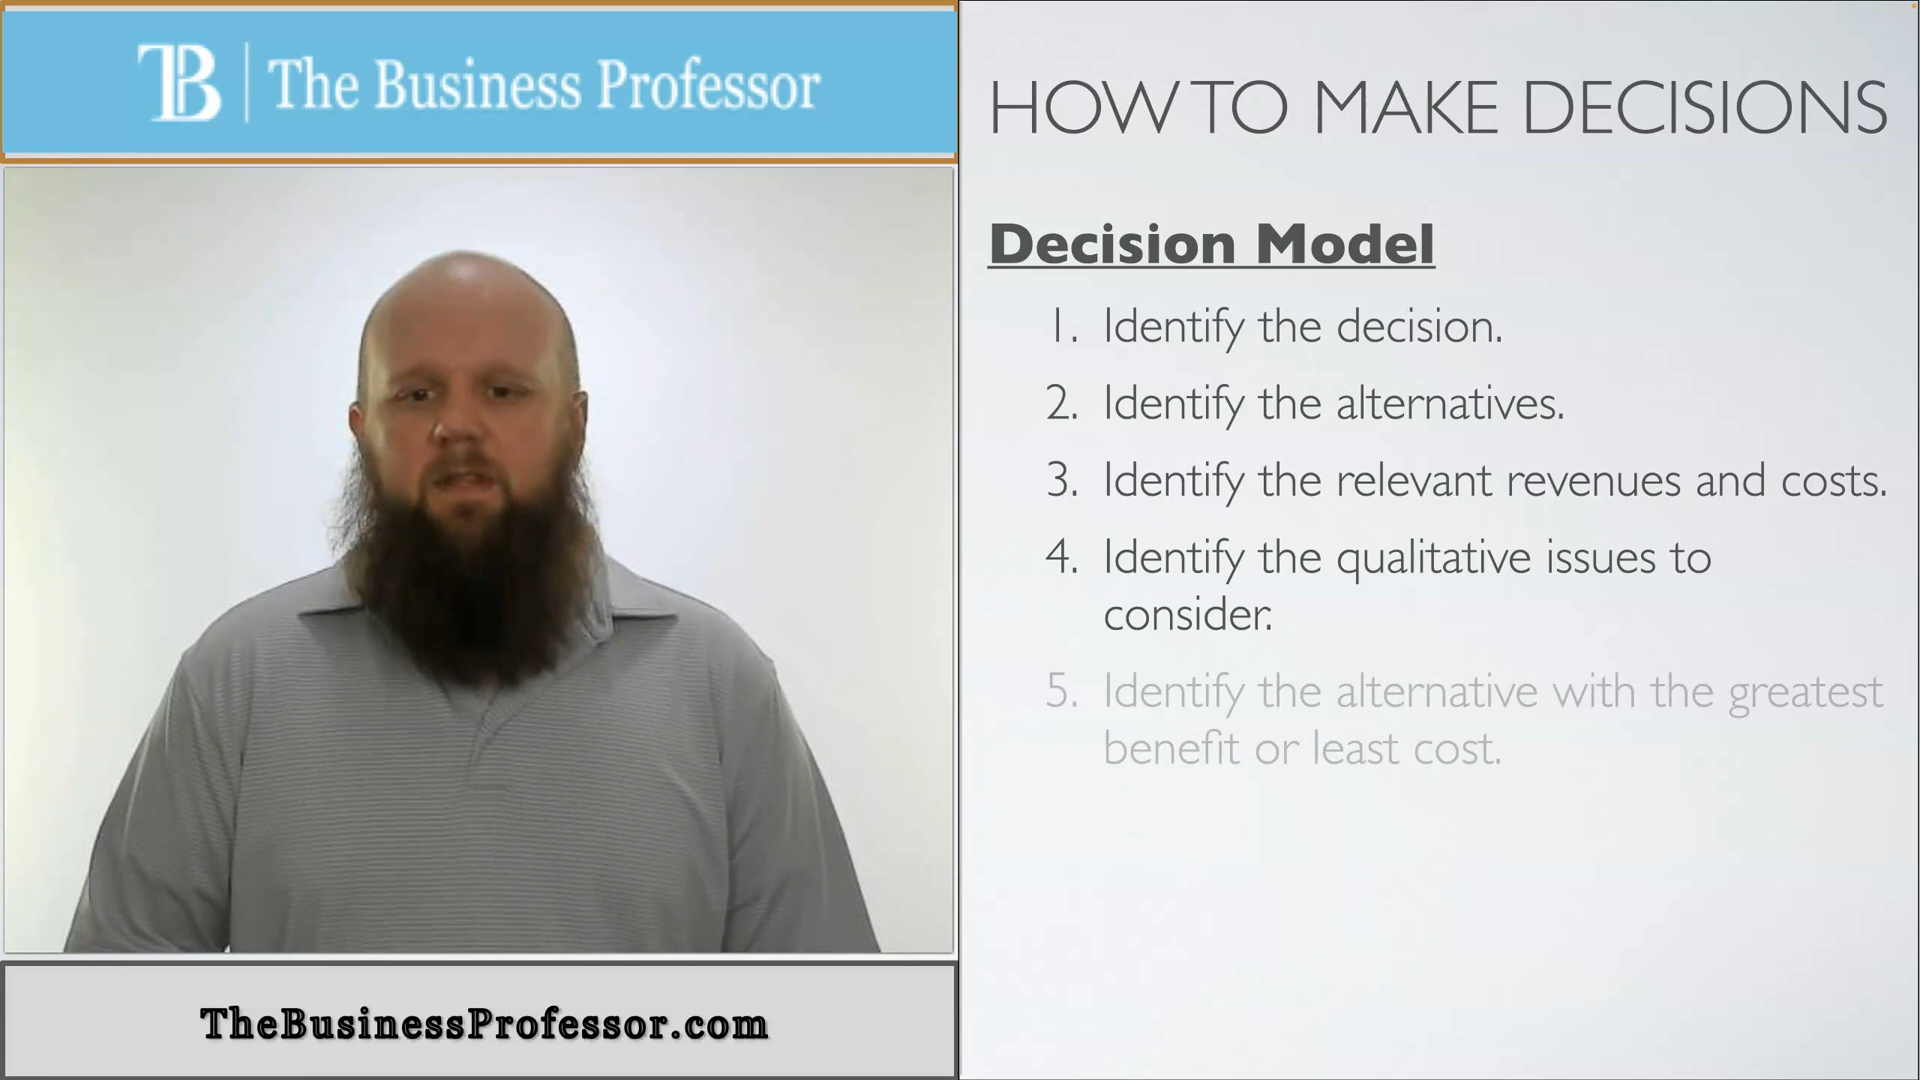 TB | The Business Professor
HOW TO MAKE DECISIONS
Decision Model
1. Identify the decision.
2. Identify the alternatives.
3. Identify the relevant revenues and costs.
4. Identify the qualitative issues to
consider.
5. Identify the alternative with the greatest
benefit or least cost.
TheBusinessProfessor.com